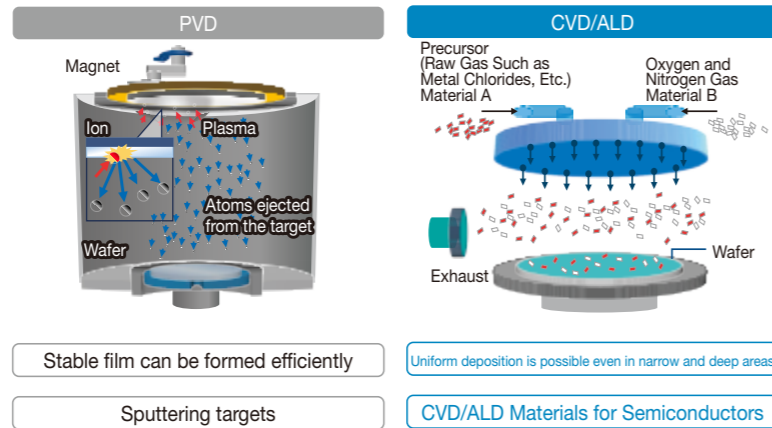 PVD
Magnet
Ion
Plasma
Atoms ejected
from the target
Wafer
Stable film can be formed efficiently
Sputtering targets
CVD/ALD
Precursor
(Raw Gas Such as
Metal Chlorides, Etc.)
Material A
Oxygen and
Nitrogen Gas
Material B
Exhaust
Wafer
Uniform deposition is possible even in narrow and deep areas
CVD/ALD Materials for Semiconductors